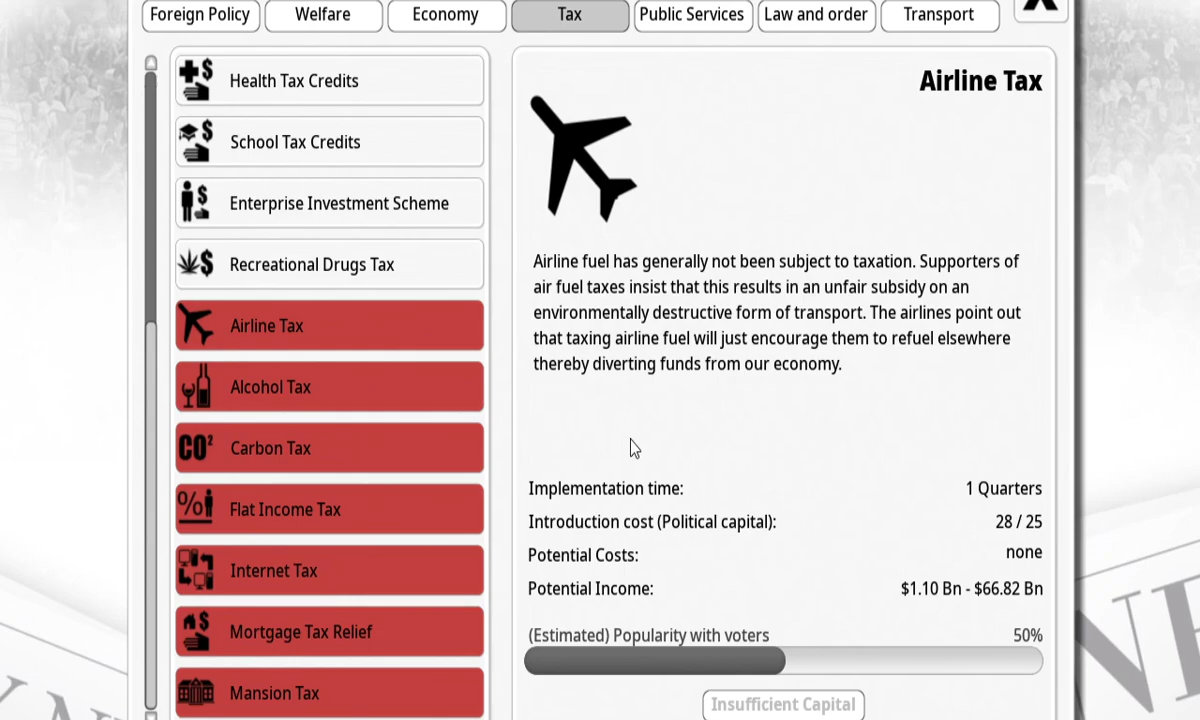 Foreign Policy
Welfare
Economy
Tax
Public Services
Law and order
Transport
X
Health Tax Credits
School Tax Credits
Enterprise Investment Scheme
Recreational Drugs Tax
Airline Tax
Alcohol Tax
CO² Carbon Tax
Flat Income Tax
Internet Tax
Mortgage Tax Relief
Mansion Tax
Airline Tax
Airline fuel has generally not been subject to taxation. Supporters of
air fuel taxes insist that this results in an unfair subsidy on an
environmentally destructive form of transport. The airlines point out
that taxing airline fuel will just encourage them to refuel elsewhere
thereby diverting funds from our economy.
Implementation time: 1 Quarters
Introduction cost (Political capital): 28 / 25
Potential Costs: none
Potential Income: $1.10 Bn - $66.82 Bn
(Estimated) Popularity with voters 50%
Insufficient Capital